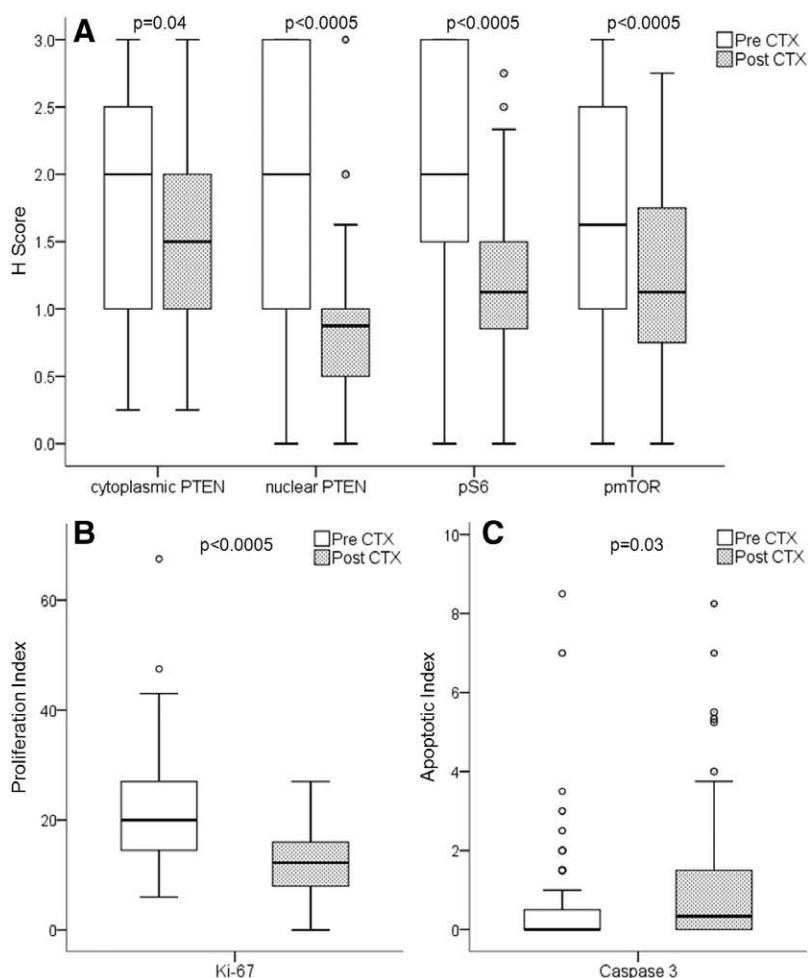 A
p=0.04
p<0.0005
p<0.0005
p<0.0005
Pre CTX
Post CTX
H Score
3.0
2.5
2.0
1.5
1.0
0.5
0.0
cytoplasmic PTEN
nuclear PTEN
pS6
pmTOR
B
p<0.0005
Pre CTX
Post CTX
Proliferation Index
60
40
20
0
Ki-67
C
p=0.03
Pre CTX
Post CTX
Apoptotic Index
10
8
6
4
2
0
Caspase 3